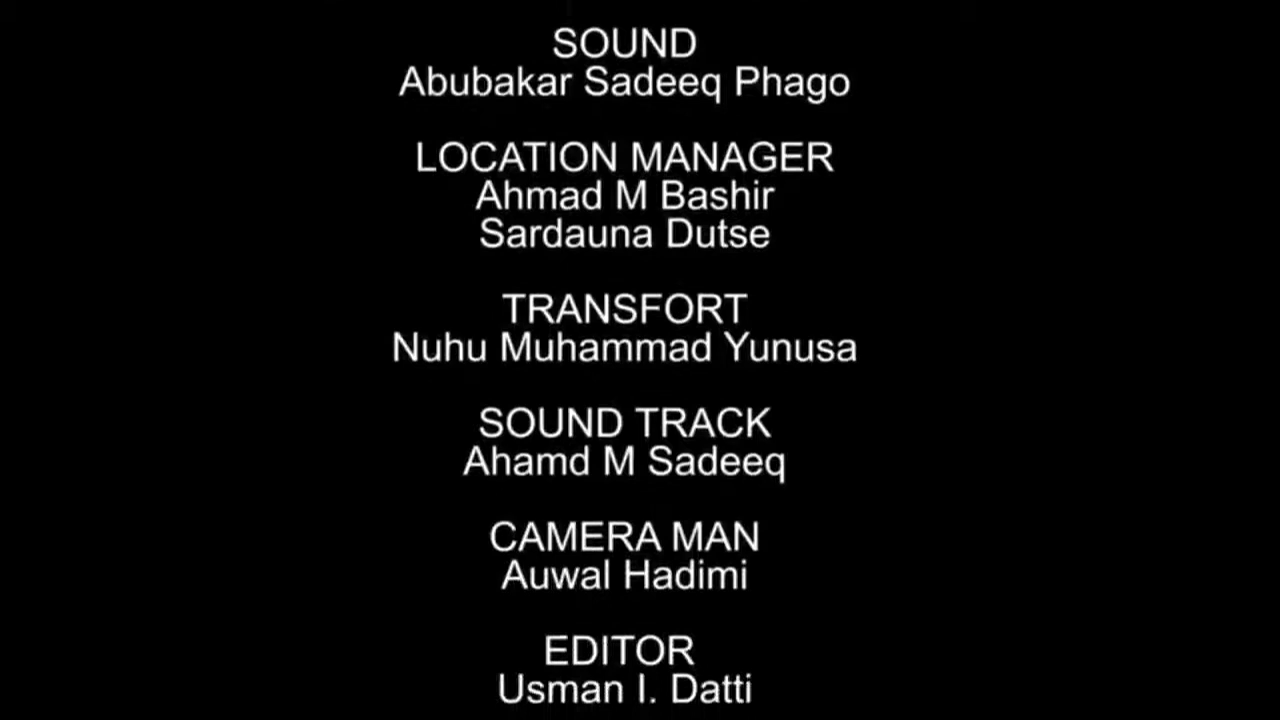 SOUND
Abubakar Sadeeq Phago
LOCATION MANAGER
Ahmad M Bashir
Sardauna Dutse
TRANSFORT
Nuhu Muhammad Yunusa
SOUND TRACK
Ahamd M Sadeeq
CAMERA MAN
Auwal Hadimi
EDITOR
Usman I. Datti